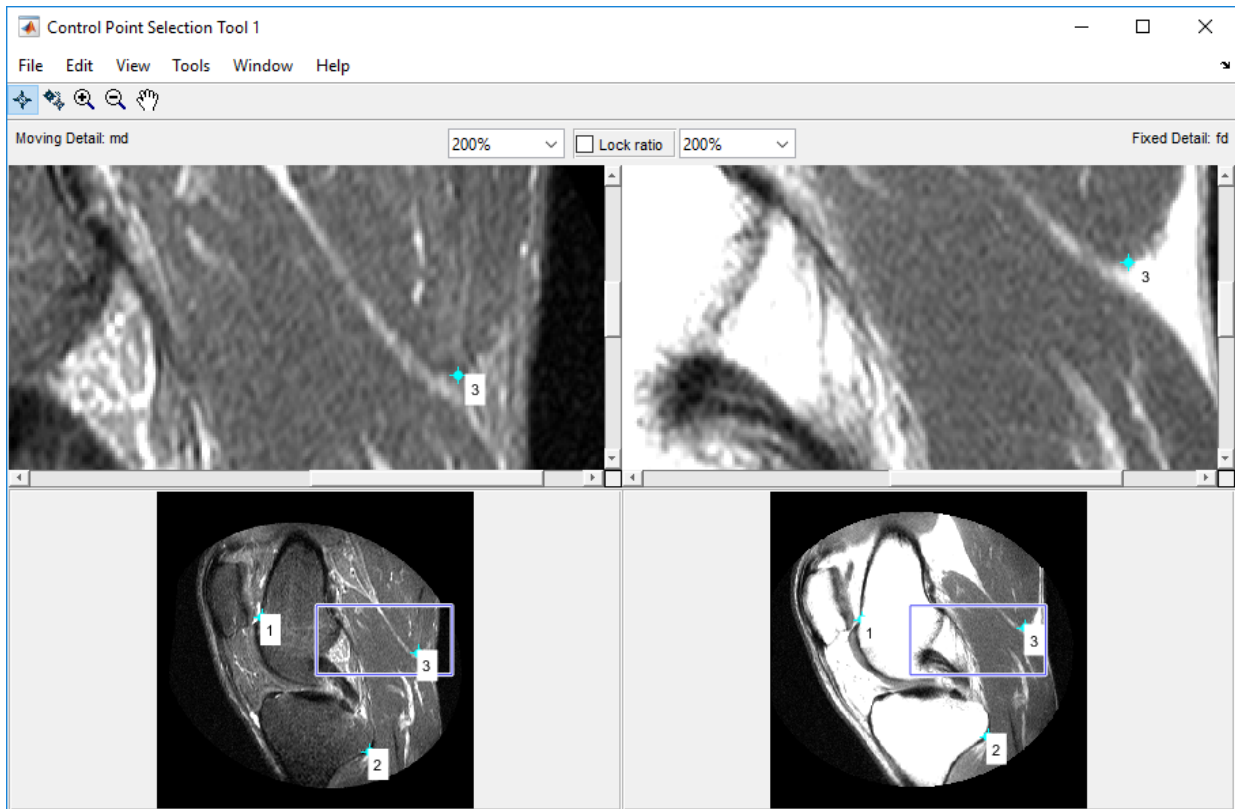 Control Point Selection Tool 1
File Edit View Tools Window Help
Moving Detail: md
200%
Lock ratio
200%
Fixed Detail: fd
3
3
1
3
2
1
3
2